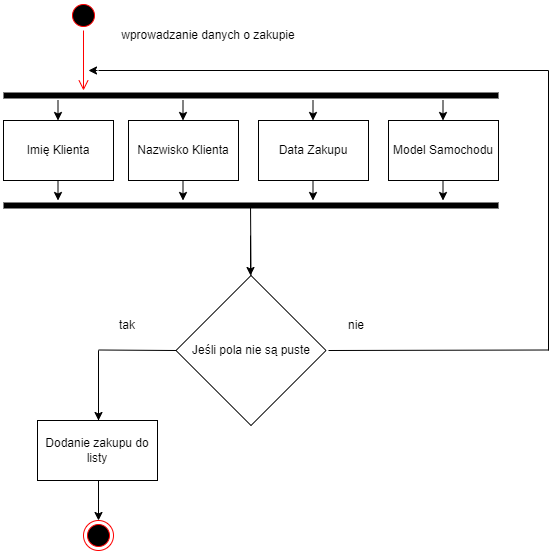 wprowadzanie danych o zakupie
Imię Klienta
Nazwisko Klienta
Data Zakupu
Model Samochodu
tak
nie
Jeśli pola nie są puste
Dodanie zakupu do
listy